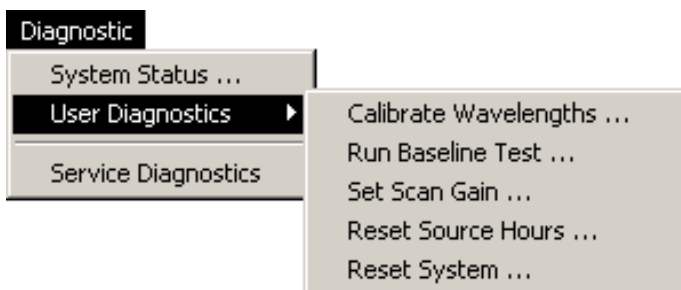 Diagnostic
System Status ...
User Diagnostics
Service Diagnostics
Calibrate Wavelengths ...
Run Baseline Test ...
Set Scan Gain ...
Reset Source Hours ...
Reset System ...